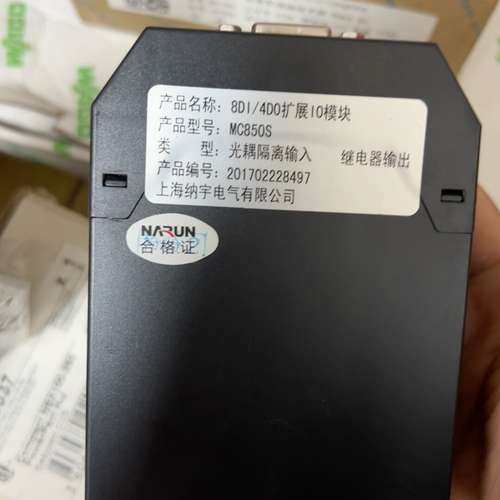 产品名称: 8DI/4DO扩展IO模块
产品型号: MC850S
类 型: 光耦隔离输入 继电器输出
产品编号: 201702228497
上海纳宇电气有限公司
NARUN
合格证